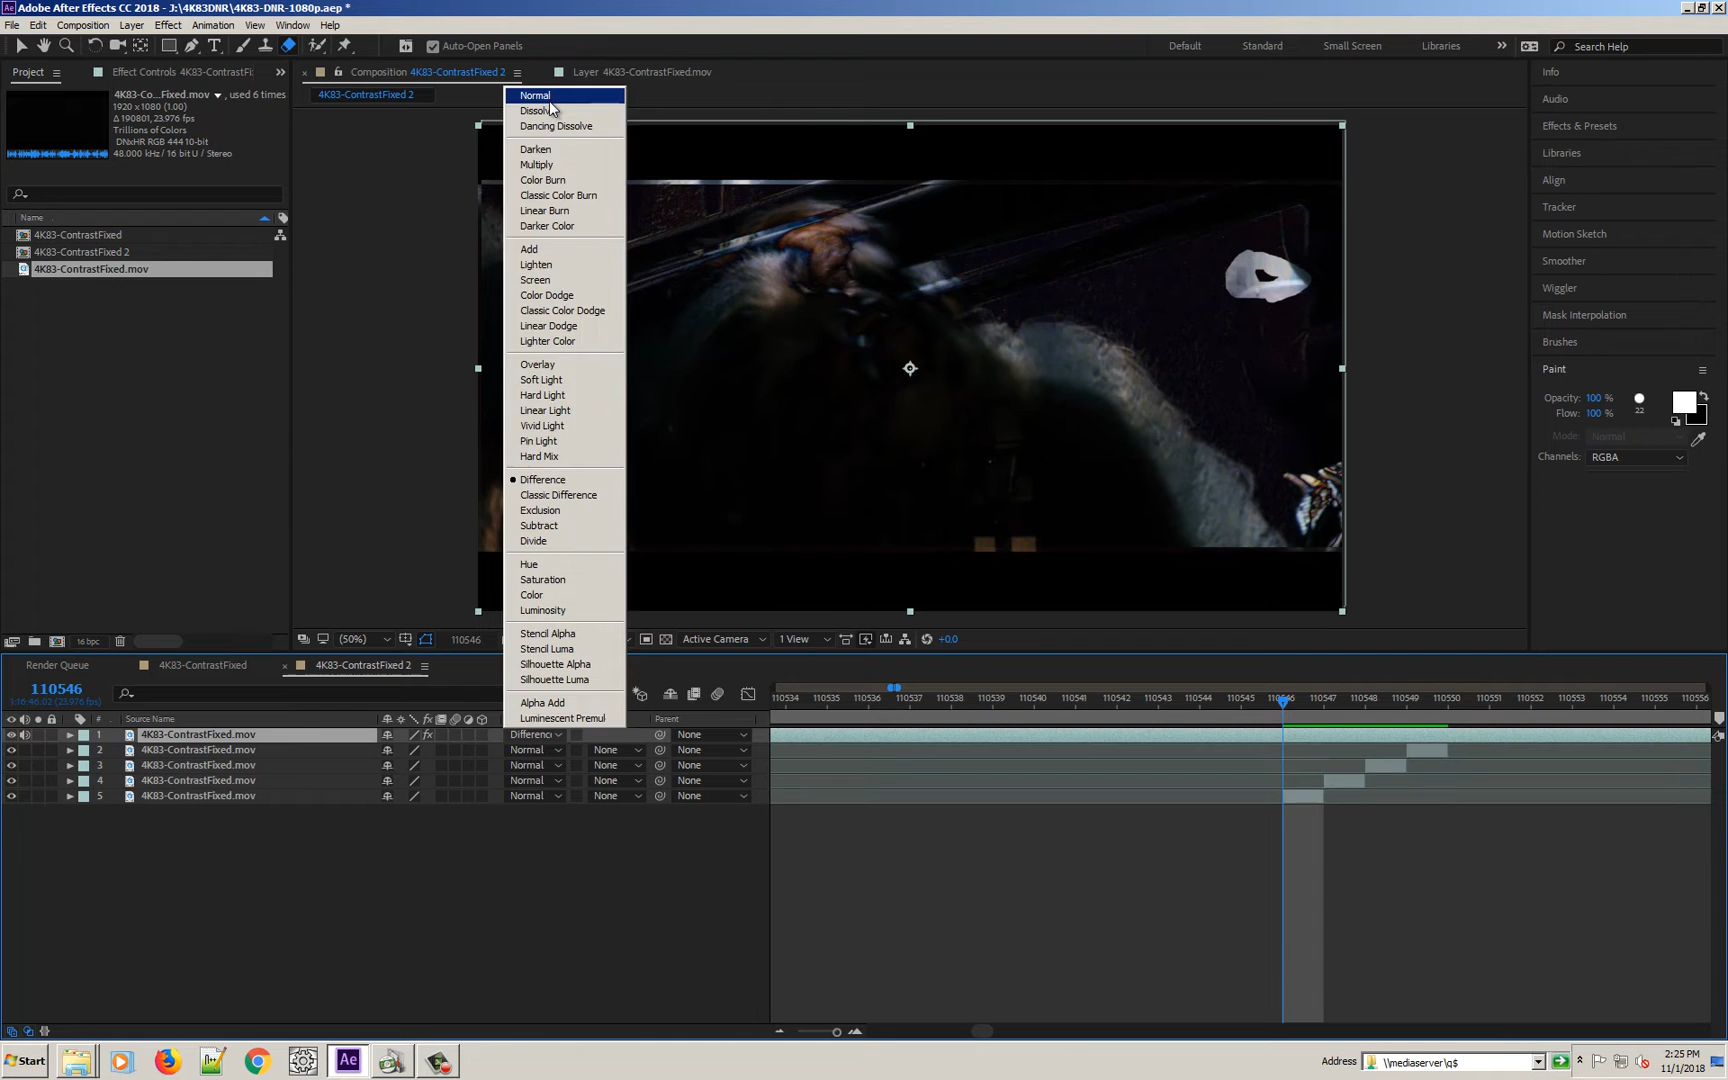 Adobe After Effects CC 2018 - J:\4K83DNR\4K83-DNR-1080p.aep *
File Edit Composition Layer Effect Animation View Window Help
Auto-Open Panels
Default Standard Small Screen Libraries Search Help
Project Effect Controls 4K83-ContrastFi: Composition 4K83-ContrastFixed 2 Layer 4K83-ContrastFixed.mov
4K83-Co...Fixed.mov, used 6 times
1920 x 1080 (1.00)
Δ 190801, 23.976 fps
Trillions of Colors
DNxHR RGB 444 10-bit
48.000 kHz / 16 bit U / Stereo
Name
4K83-ContrastFixed
4K83-ContrastFixed 2
4K83-ContrastFixed.mov
16 bpc
4K83-ContrastFixed 2
Normal
Dissolve
Dancing Dissolve
Darken
Multiply
Color Burn
Classic Color Burn
Linear Burn
Darker Color
Add
Lighten
Screen
Color Dodge
Classic Color Dodge
Linear Dodge
Lighter Color
Overlay
Soft Light
Hard Light
Linear Light
Vivid Light
Pin Light
Hard Mix
Difference
Classic Difference
Exclusion
Subtract
Divide
Hue
Saturation
Color
Luminosity
Stencil Alpha
Stencil Luma
Silhouette Alpha
Silhouette Luma
Alpha Add
Luminescent Premul
(50%) 110546 Active Camera 1 View +0.0
Info
Audio
Effects & Presets
Libraries
Align
Character
Tracker
Motion Sketch
Smoother
Wiggler
Mask Interpolation
Brushes
Paint
Opacity: 100 %
Flow: 100 %
22
Mode: Normal
Channels: RGBA
Render Queue 4K83-ContrastFixed 4K83-ContrastFixed 2
110546
1:16:46:02 (23.976 fps)
110534 110535 110536 110537 110538 110539 110540 110541 110542 110543 110544 110545 110546 110547 110548 110549 110550 110551 110552 110553 110554 110555 110556
# Source Name fx Parent
1 4K83-ContrastFixed.mov fx Differenc None
2 4K83-ContrastFixed.mov Normal None None
3 4K83-ContrastFixed.mov Normal None None
4 4K83-ContrastFixed.mov Normal None None
5 4K83-ContrastFixed.mov Normal None None
Start Ae Address \\mediaserver\g$ 2:25 PM
11/1/2018